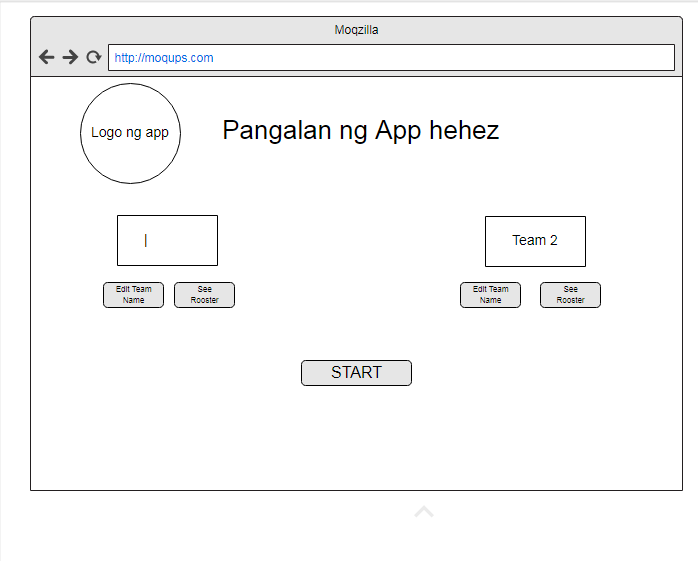 Moqzilla
http://moqups.com
Logo ng app
Pangalan ng App hehez
Team 2
Edit Team
Name
See
Rooster
Edit Team
Name
See
Rooster
START